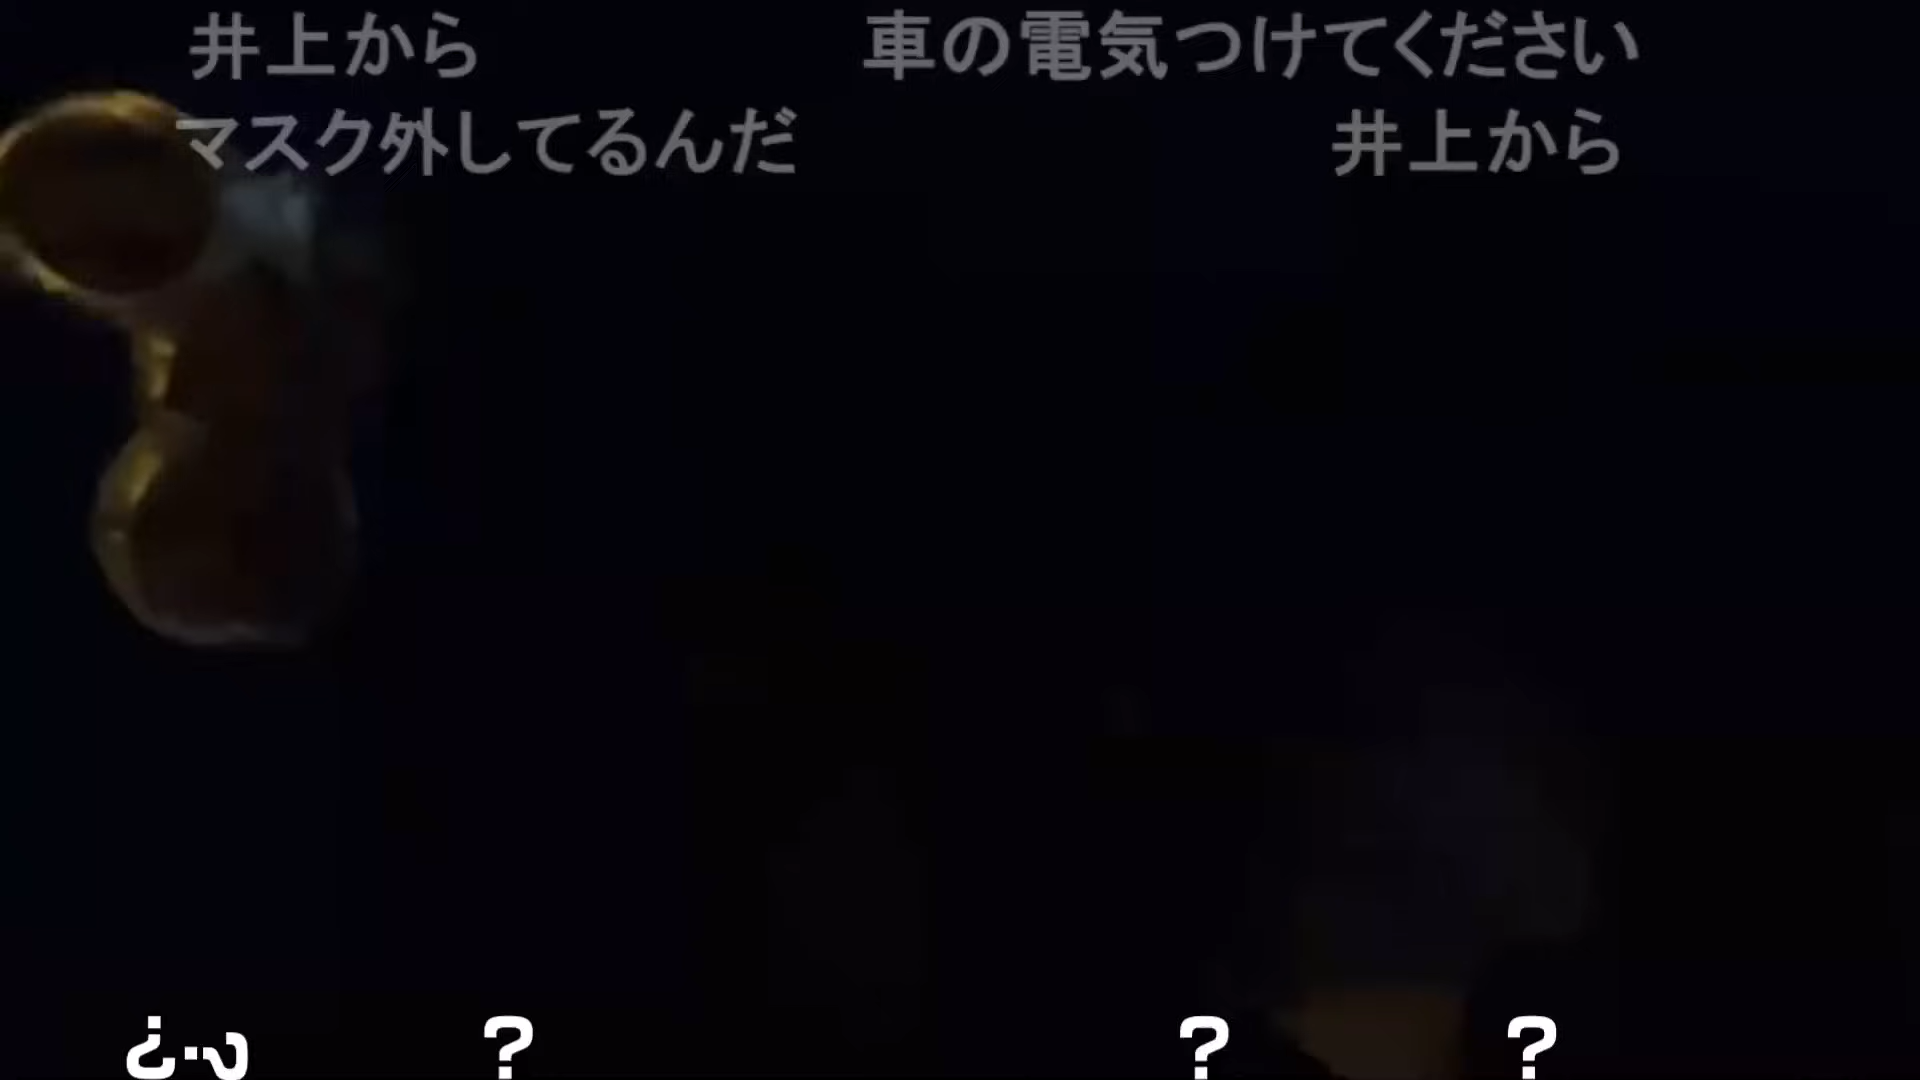 井上から 車の電気つけてください
マスク外してるんだ 井上から
? ? ?